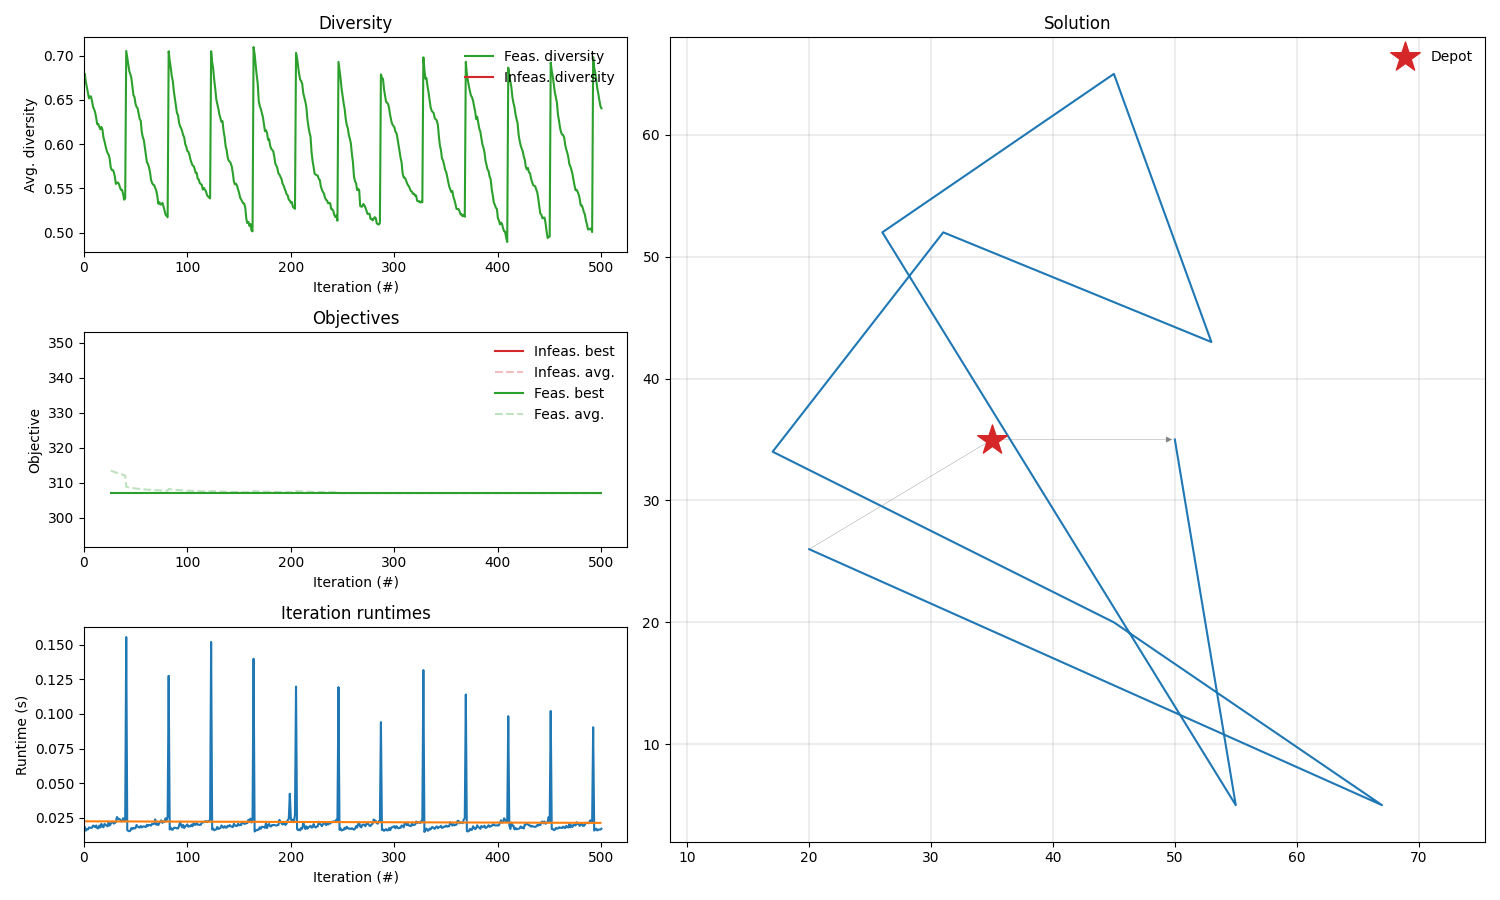 Diversity
Avg. diversity
0.70
0.65
0.60
0.55
0.50
Feas. diversity
Infeas. diversity
0 100 200 300 400 500
Iteration (#)
Objectives
Objective
350
340
330
320
310
300
Infeas. best
Infeas. avg.
Feas. best
Feas. avg.
0 100 200 300 400 500
Iteration (#)
Iteration runtimes
Runtime (s)
0.150
0.125
0.100
0.075
0.050
0.025
0 100 200 300 400 500
Iteration (#)
Solution
Depot
60
50
40
30
20
10
10 20 30 40 50 60 70